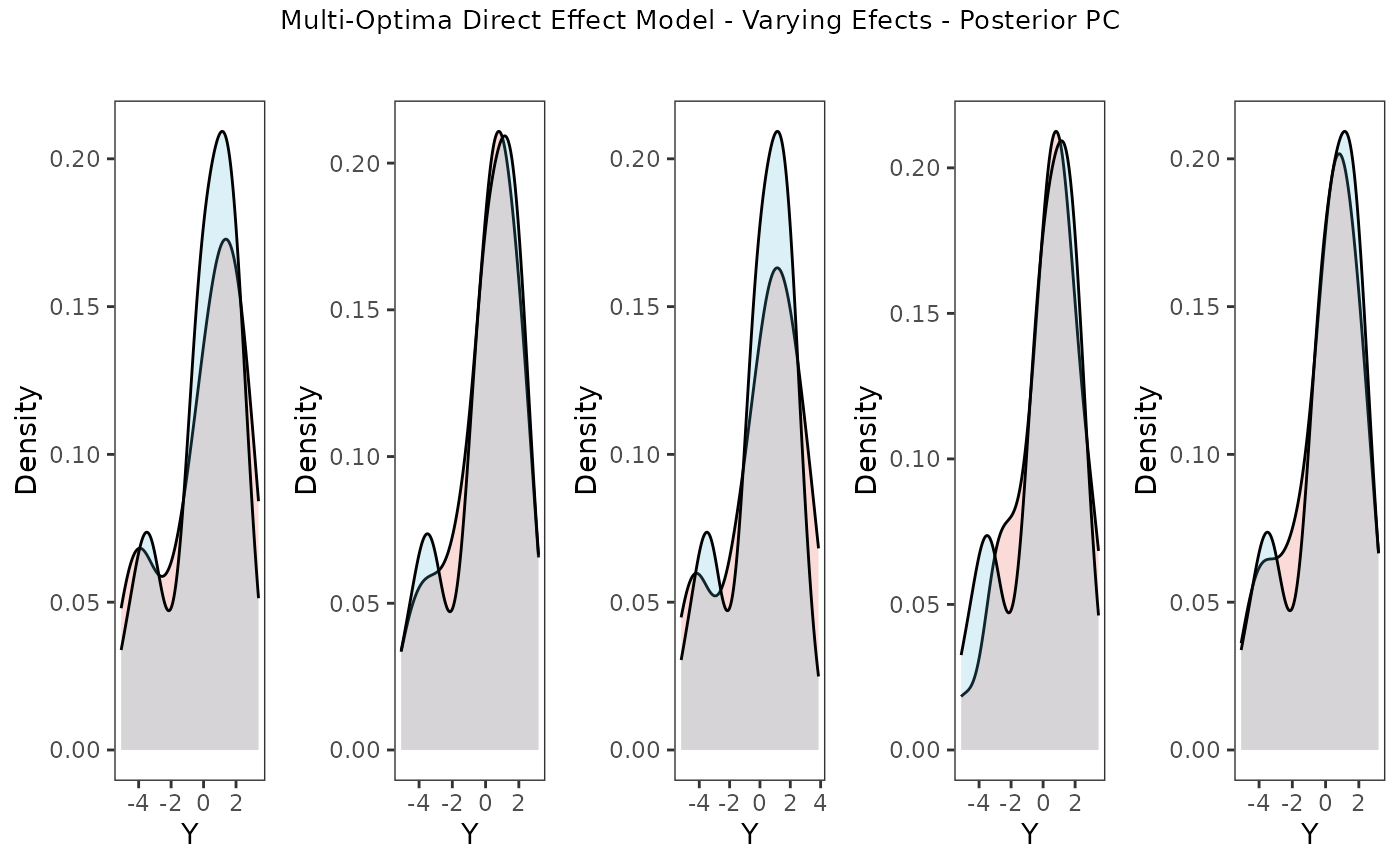 Multi-Optima Direct Effect Model - Varying Efects - Posterior PC
0.20 0.20 0.20 0.20 0.20
0.15 0.15 0.15 0.15 0.15
Density Density Density Density Density
0.10 0.10 0.10 0.10 0.10
0.05 0.05 0.05 0.05 0.05
0.00 0.00 0.00 0.00 0.00
-4 -2 0 2 -4 -2 0 2 -4 -2 0 2 4 -4 -2 0 2 -4 -2 0 2
Y Y Y Y Y